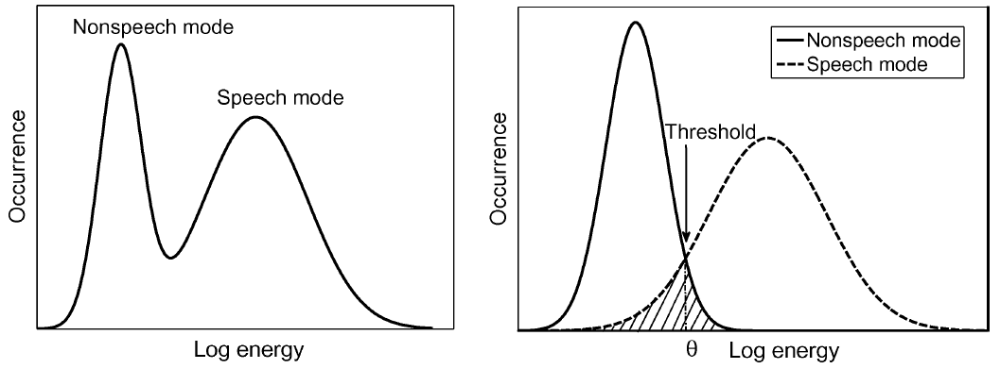 Nonspeech mode
Speech mode
Occurrence
Log energy
Nonspeech mode
Speech mode
Threshold
Occurrence
θ Log energy